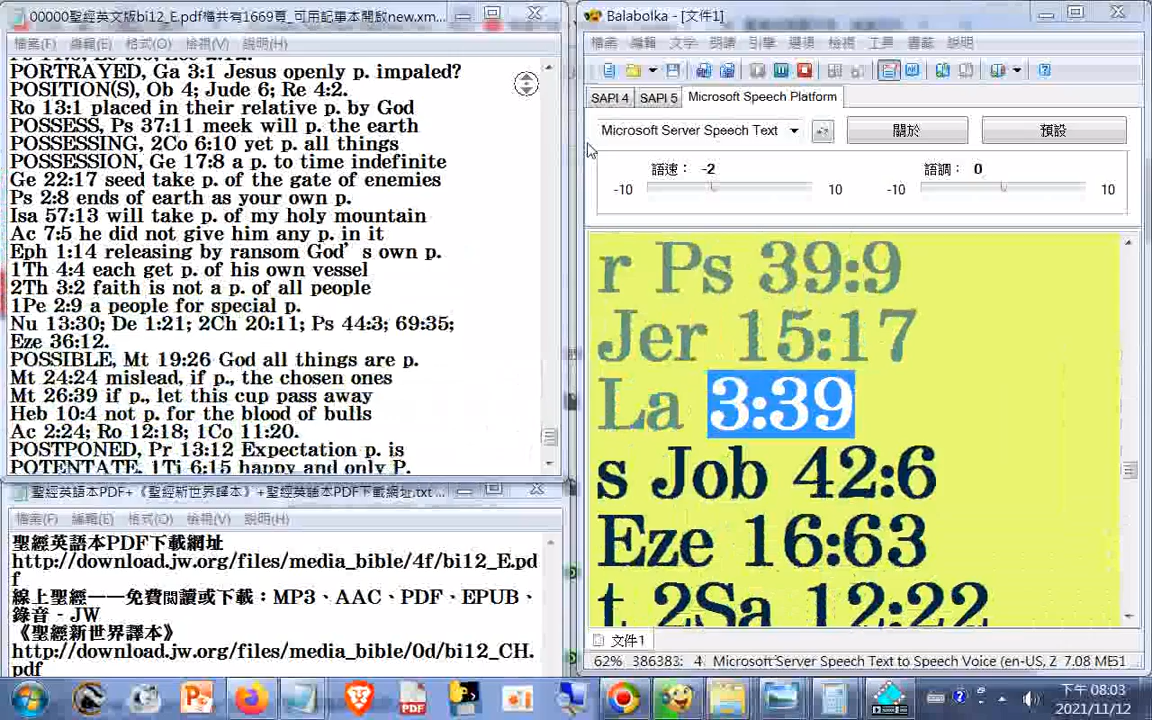 00000聖經英文版bi12_E.pdf檔共有1669頁_可用記事本開啟new.xm...
檔案(F) 編輯(E) 格式(O) 檢視(V) 說明(H)
PORTRAYED, Ga 3:1 Jesus openly p. impaled?
POSITION(S), Ob 4; Jude 6; Re 4:2.
Ro 13:1 placed in their relative p. by God
POSSESS, Ps 37:11 meek will p. the earth
POSSESSING, 2Co 6:10 yet p. all things
POSSESSION, Ge 17:8 a p. to time indefinite
Ge 22:17 seed take p. of the gate of enemies
Ps 2:8 ends of earth as your own p.
Isa 57:13 will take p. of my holy mountain
Ac 7:5 he did not give him any p. in it
Eph 1:14 releasing by ransom God’s own p.
1Th 4:4 each get p. of his own vessel
2Th 3:2 faith is not a p. of all people
1Pe 2:9 a people for special p.
Nu 13:30; De 1:21; 2Ch 20:11; Ps 44:3; 69:35;
Eze 36:12.
POSSIBLE, Mt 19:26 God all things are p.
Mt 24:24 mislead, if p., the chosen ones
Mt 26:39 if p., let this cup pass away
Heb 10:4 not p. for the blood of bulls
Ac 2:24; Ro 12:18; 1Co 11:20.
POSTPONED, Pr 13:12 Expectation p. is
POTENTATE, 1Ti 6:15 happy and only P.
聖經英語本PDF+《聖經新世界譯本》+聖經英語本PDF下載網址.txt ...
檔案(F) 編輯(E) 格式(O) 檢視(V) 說明(H)
聖經英語本PDF下載網址
http://download.jw.org/files/media_bible/4f/bi12_E.pd
f
線上聖經——免費閱讀或下載：MP3、AAC、PDF、EPUB、
錄音 - JW
《聖經新世界譯本》
http://download.jw.org/files/media_bible/0d/bi12_CH.
pdf
Balabolka - [文件1]
檔案 編輯 文字 朗讀 引擎 選項 檢視 工具 書籤 說明
SAPI 4 SAPI 5 Microsoft Speech Platform
Microsoft Server Speech Text 關於 預設
語速： -2 語調： 0
-10 10 -10 10
r Ps 39:9
Jer 15:17
La 3:39
s Job 42:6
Eze 16:63
t 2Sa 12:22
文件1
62% 386383: 4 Microsoft Server Speech Text to Speech Voice (en-US, Z 7.08 MB
下午 08:03
2021/11/12